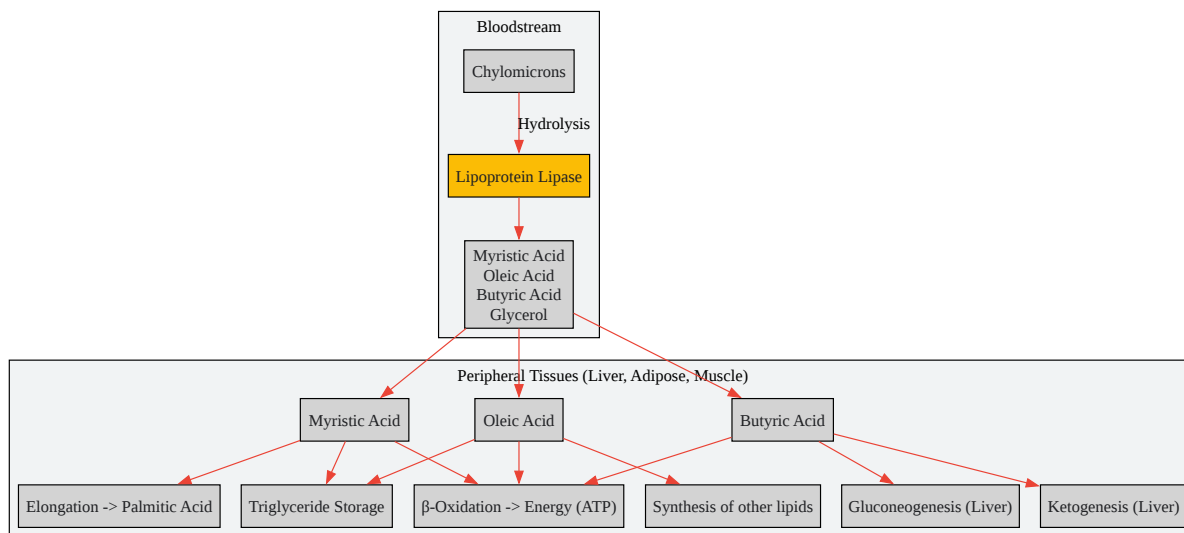 Bloodstream
Chylomicrons
Hydrolysis
Lipoprotein Lipase
Myristic Acid
Oleic Acid
Butyric Acid
Glycerol
Peripheral Tissues (Liver, Adipose, Muscle)
Myristic Acid
Oleic Acid
Butyric Acid
Elongation -> Palmitic Acid
Triglyceride Storage
β-Oxidation -> Energy (ATP)
Synthesis of other lipids
Gluconeogenesis (Liver)
Ketogenesis (Liver)